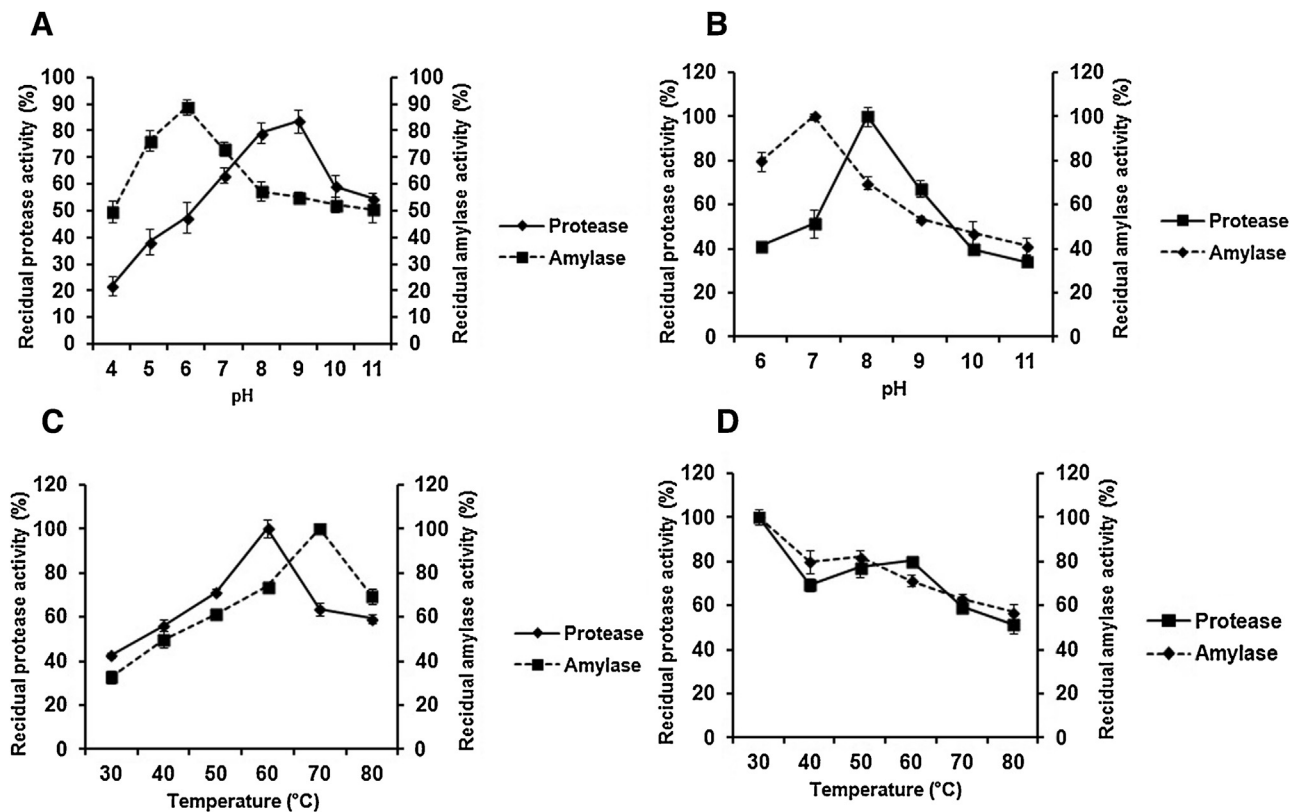 A
Recidual protease activity (%)
100
90
80
70
60
50
40
30
20
10
0
4 5 6 7 8 9 10 11
pH
100
90
80
70
60
50
40
30
20
10
0
Recidual amylase activity (%)
Protease
Amylase
B
Recidual protease activity (%)
120
100
80
60
40
20
0
6 7 8 9 10 11
pH
120
100
80
60
40
20
0
Recidual amylase activity (%)
Protease
Amylase
C
Recidual protease activity (%)
120
100
80
60
40
20
0
30 40 50 60 70 80
Temperature (°C)
120
100
80
60
40
20
0
Recidual amylase activity (%)
Protease
Amylase
D
Recidual protease activity (%)
120
100
80
60
40
20
0
30 40 50 60 70 80
Temperature (°C)
120
100
80
60
40
20
0
Recidual amylase activity (%)
Protease
Amylase